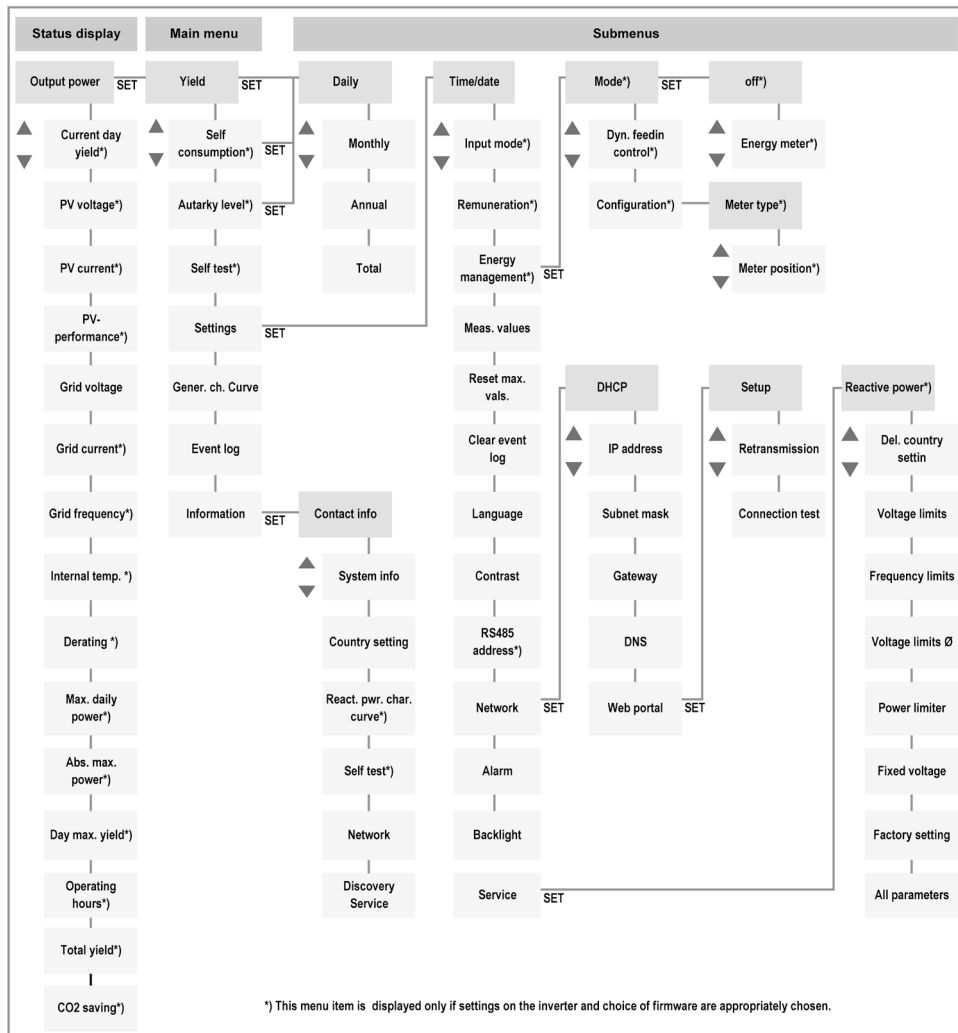 Status display
Main menu
Submenus
Output power
SET
Yield
SET
Daily
Time/date
Mode*)
SET
off*)
Current day
yield*)
Self
consumption*)
SET
Monthly
Input mode*)
Dyn. feedin
control*)
Energy meter*)
PV voltage*)
Autarky level*)
SET
Annual
Remuneration*)
Configuration*)
Meter type*)
PV current*)
Self test*)
Total
Energy
management*)
SET
Meter position*)
PV-
performance*)
Settings
SET
Meas. values
Grid voltage
Gener. ch. Curve
Reset max.
vals.
DHCP
Setup
Reactive power*)
Grid current*)
Event log
Clear event
log
IP address
Retransmission
Del. country
settin
Grid frequency*)
Information
SET
Contact info
Language
Subnet mask
Connection test
Voltage limits
Internal temp. *)
System info
Contrast
Gateway
Frequency limits
Derating *)
Country setting
RS485
address*)
DNS
Voltage limits Ø
Max. daily
power*)
React. pwr. char.
curve*)
Network
SET
Web portal
SET
Power limiter
Abs. max.
power*)
Self test*)
Alarm
Fixed voltage
Day max. yield*)
Network
Backlight
Factory setting
Operating
hours*)
Discovery
Service
Service
SET
All parameters
Total yield*)
CO2 saving*)
*) This menu item is displayed only if settings on the inverter and choice of firmware are appropriately chosen.